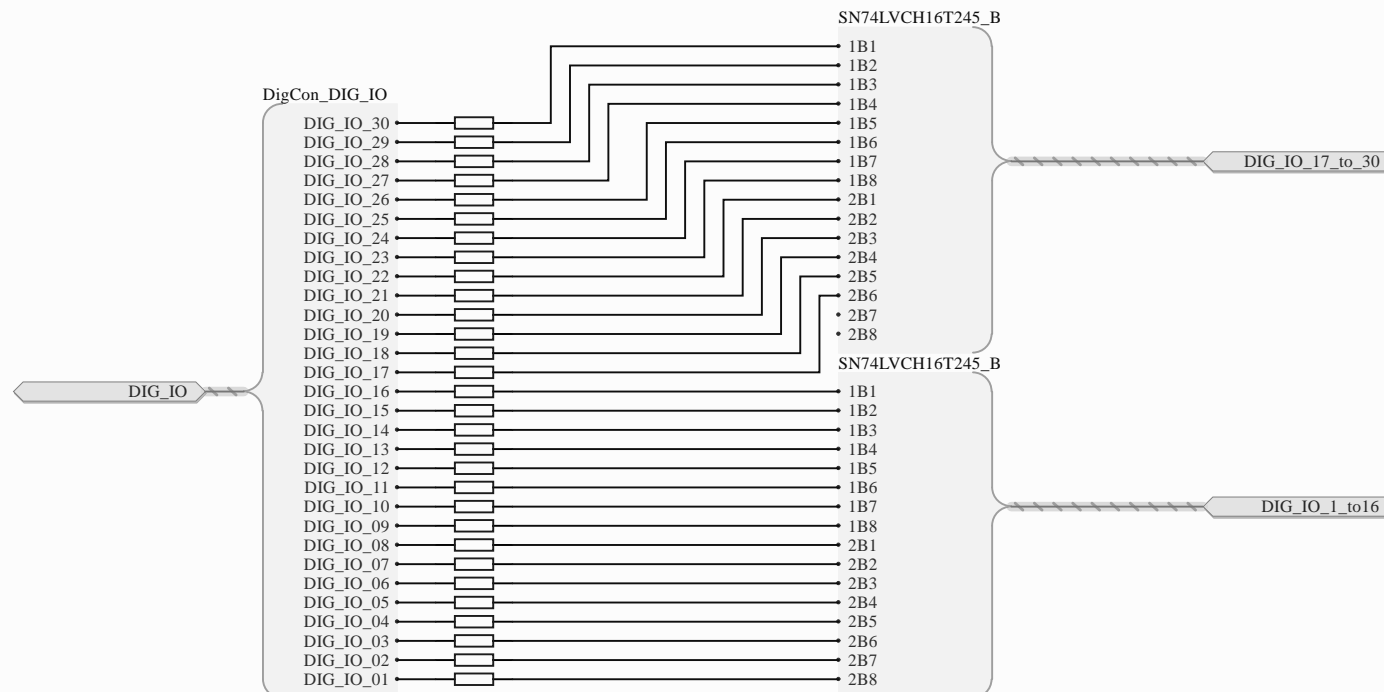 SN74LVCH16T245_B
1B1
1B2
1B3
1B4
1B5
1B6
1B7
1B8
2B1
2B2
2B3
2B4
2B5
2B6
2B7
2B8
DIG_IO_17_to_30
DigCon_DIG_IO
DIG_IO_30
DIG_IO_29
DIG_IO_28
DIG_IO_27
DIG_IO_26
DIG_IO_25
DIG_IO_24
DIG_IO_23
DIG_IO_22
DIG_IO_21
DIG_IO_20
DIG_IO_19
DIG_IO_18
DIG_IO_17
DIG_IO_16
DIG_IO_15
DIG_IO_14
DIG_IO_13
DIG_IO_12
DIG_IO_11
DIG_IO_10
DIG_IO_09
DIG_IO_08
DIG_IO_07
DIG_IO_06
DIG_IO_05
DIG_IO_04
DIG_IO_03
DIG_IO_02
DIG_IO_01
DIG_IO
SN74LVCH16T245_B
1B1
1B2
1B3
1B4
1B5
1B6
1B7
1B8
2B1
2B2
2B3
2B4
2B5
2B6
2B7
2B8
DIG_IO_1_to16